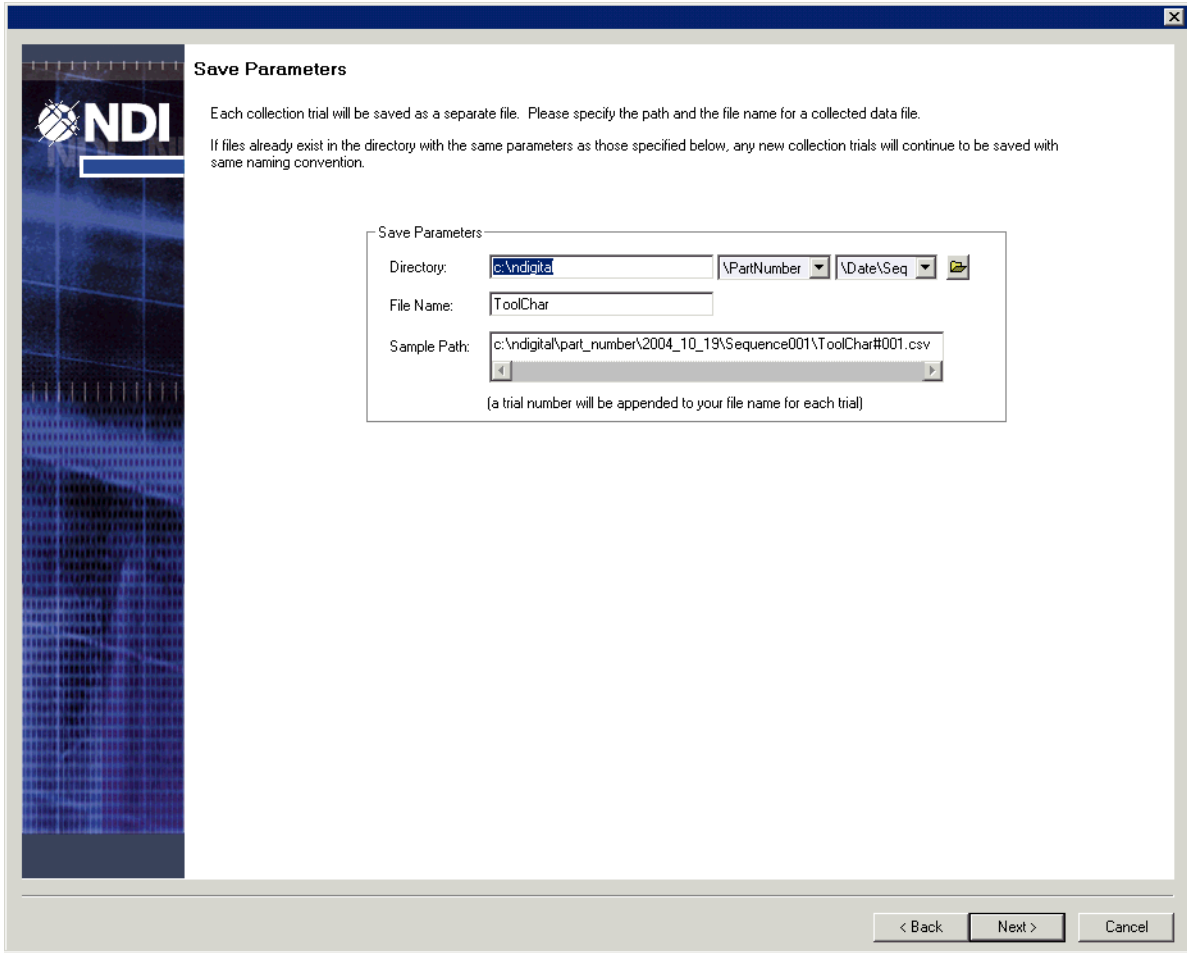 Save Parameters
NDI
Each collection trial will be saved as a separate file. Please specify the path and the file name for a collected data file.
If files already exist in the directory with the same parameters as those specified below, any new collection trials will continue to be saved with
same naming convention.
Save Parameters
Directory: c:\ndigital \PartNumber \Date\Seq
File Name: ToolChar
Sample Path: c:\ndigital\part_number\2004_10_19\Sequence001\ToolChar#001.csv
(a trial number will be appended to your file name for each trial)
< Back Next > Cancel